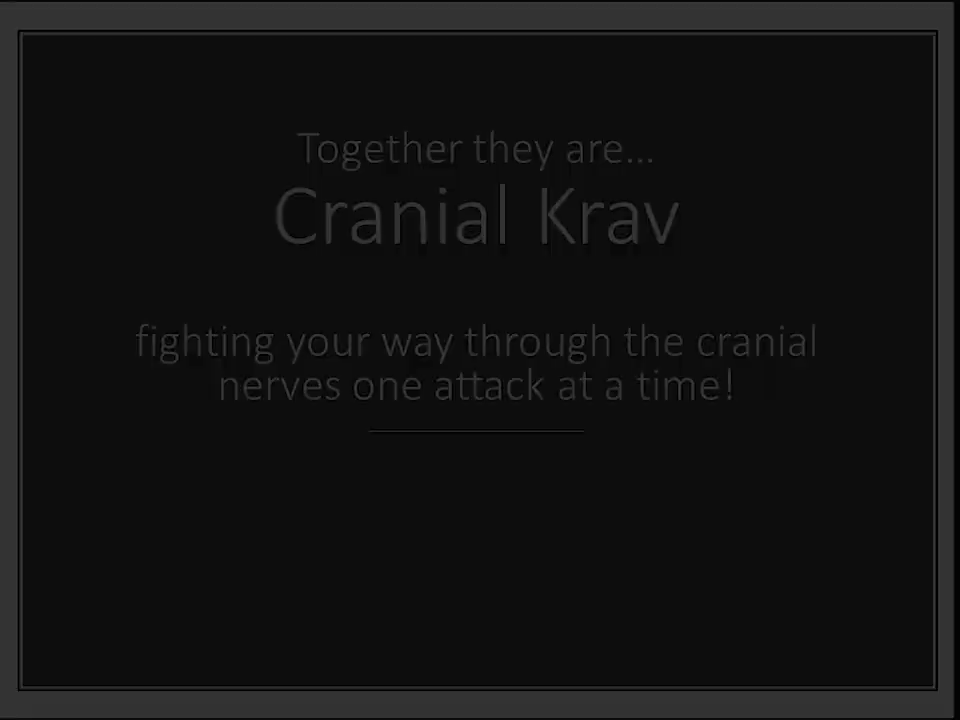 Together they are...
Cranial Krav
fighting your way through the cranial
nerves one attack at a time!